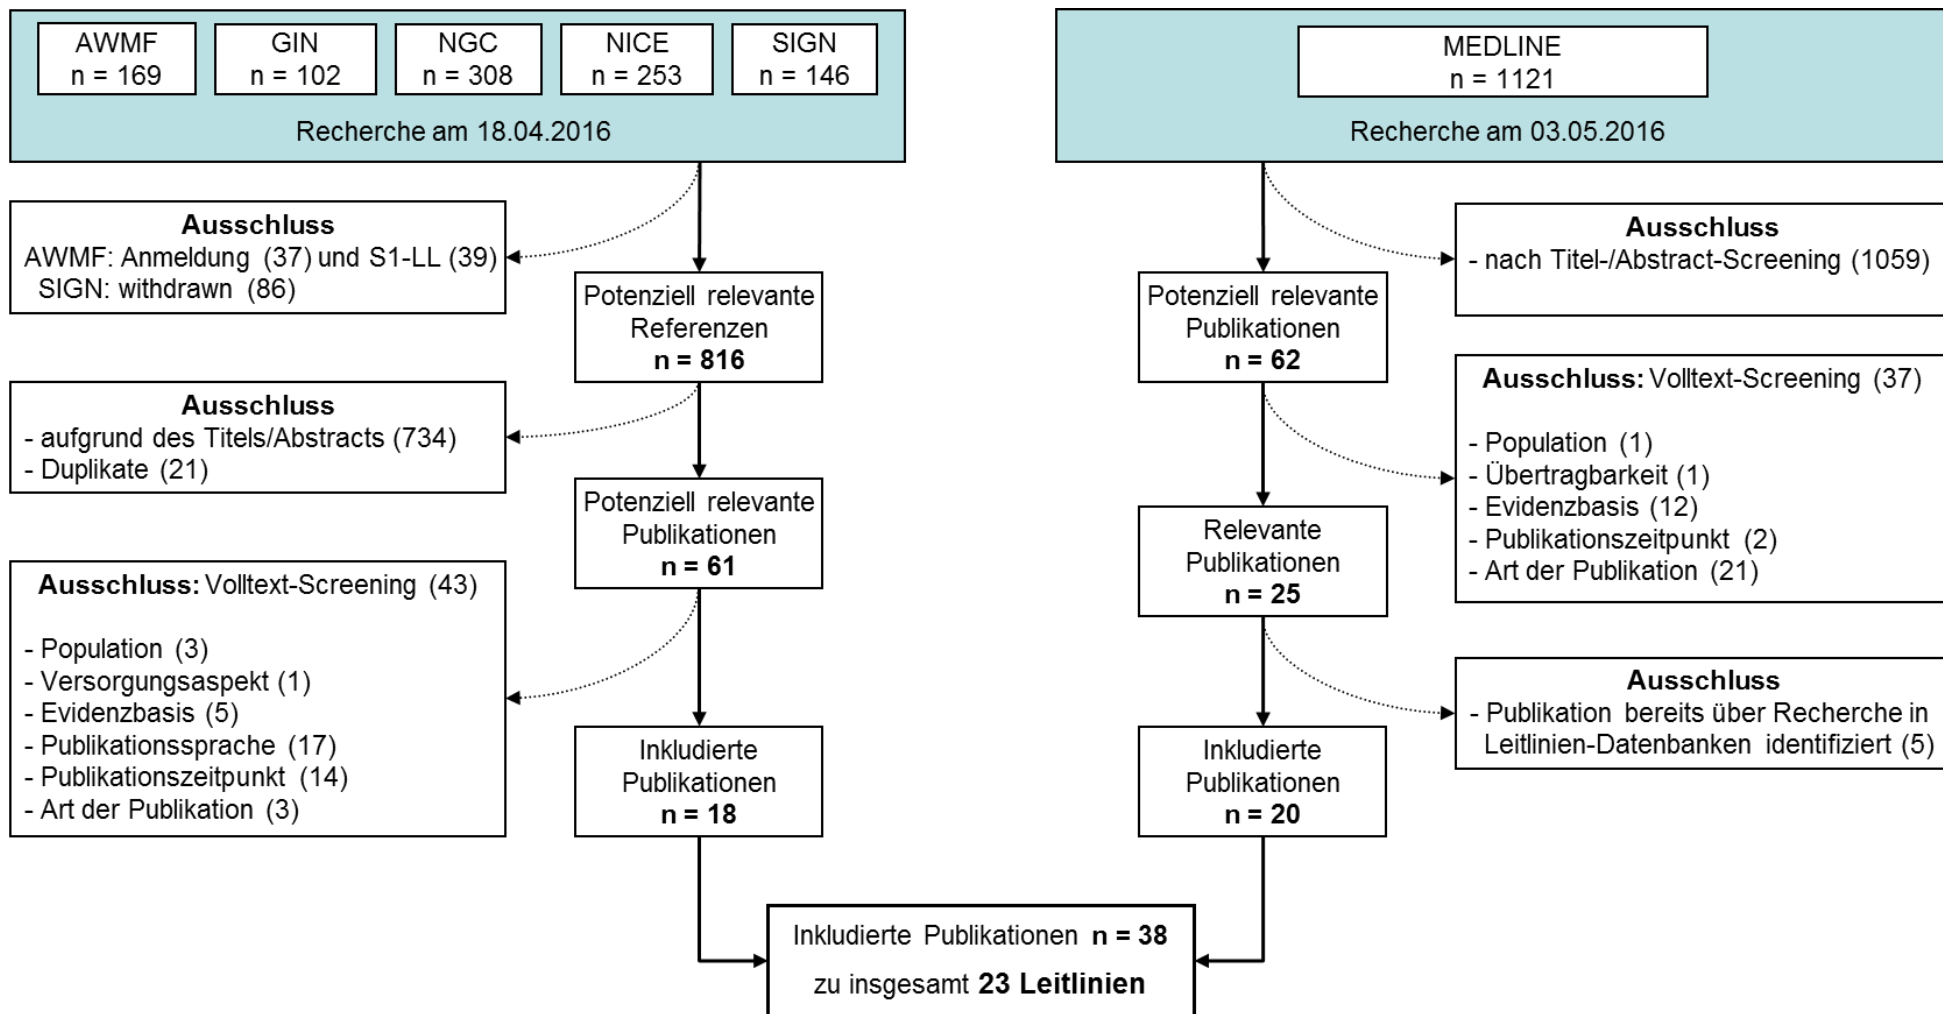 AWMF
n = 169
GIN
n = 102
NGC
n = 308
NICE
n = 253
SIGN
n = 146
Recherche am 18.04.2016
MEDLINE
n = 1121
Recherche am 03.05.2016
Ausschluss
AWMF: Anmeldung (37) und S1-LL (39)
SIGN: withdrawn (86)
Potenziell relevante
Referenzen
n = 816
Ausschluss
- aufgrund des Titels/Abstracts (734)
- Duplikate (21)
Potenziell relevante
Publikationen
n = 61
Ausschluss: Volltext-Screening (43)
- Population (3)
- Versorgungsaspekt (1)
- Evidenzbasis (5)
- Publikationssprache (17)
- Publikationszeitpunkt (14)
- Art der Publikation (3)
Inkludierte
Publikationen
n = 18
Ausschluss
- nach Titel-/Abstract-Screening (1059)
Potenziell relevante
Publikationen
n = 62
Ausschluss: Volltext-Screening (37)
- Population (1)
- Übertragbarkeit (1)
- Evidenzbasis (12)
- Publikationszeitpunkt (2)
- Art der Publikation (21)
Relevante
Publikationen
n = 25
Ausschluss
- Publikation bereits über Recherche in
Leitlinien-Datenbanken identifiziert (5)
Inkludierte
Publikationen
n = 20
Inkludierte Publikationen n = 38
zu insgesamt 23 Leitlinien